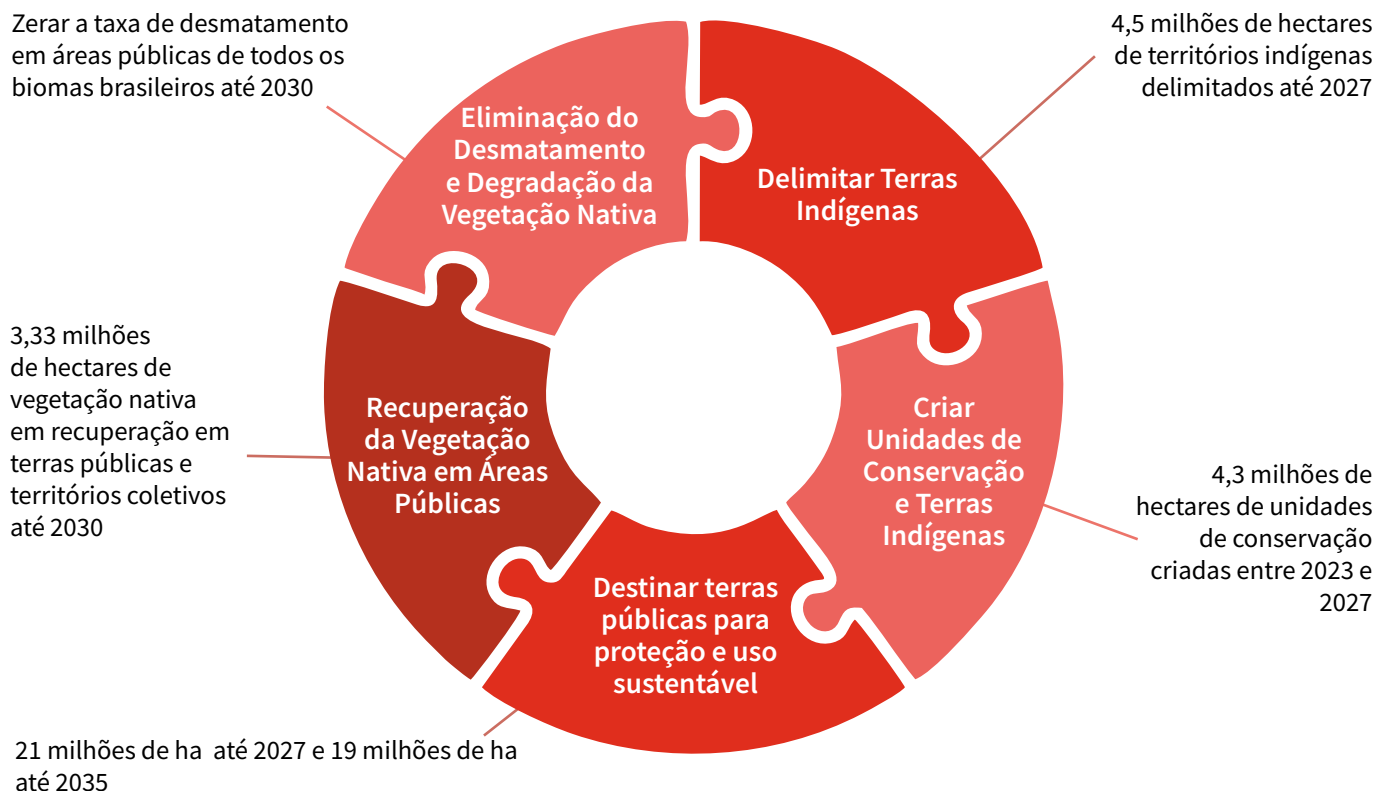 Zerar a taxa de desmatamento
em áreas públicas de todos os
biomas brasileiros até 2030
4,5 milhões de hectares
de territórios indígenas
delimitados até 2027
Eliminação do
Desmatamento
e Degradação da
Vegetação Nativa
Delimitar Terras
Indígenas
3,33 milhões
de hectares de
vegetação nativa
em recuperação em
terras públicas e
territórios coletivos
até 2030
Recuperação
da Vegetação
Nativa em Áreas
Públicas
Criar
Unidades de
Conservação
e Terras
Indígenas
4,3 milhões de
hectares de unidades
de conservação
criadas entre 2023 e
2027
Destinar terras
públicas para
proteção e uso
sustentável
21 milhões de ha  até 2027 e 19 milhões de ha
até 2035